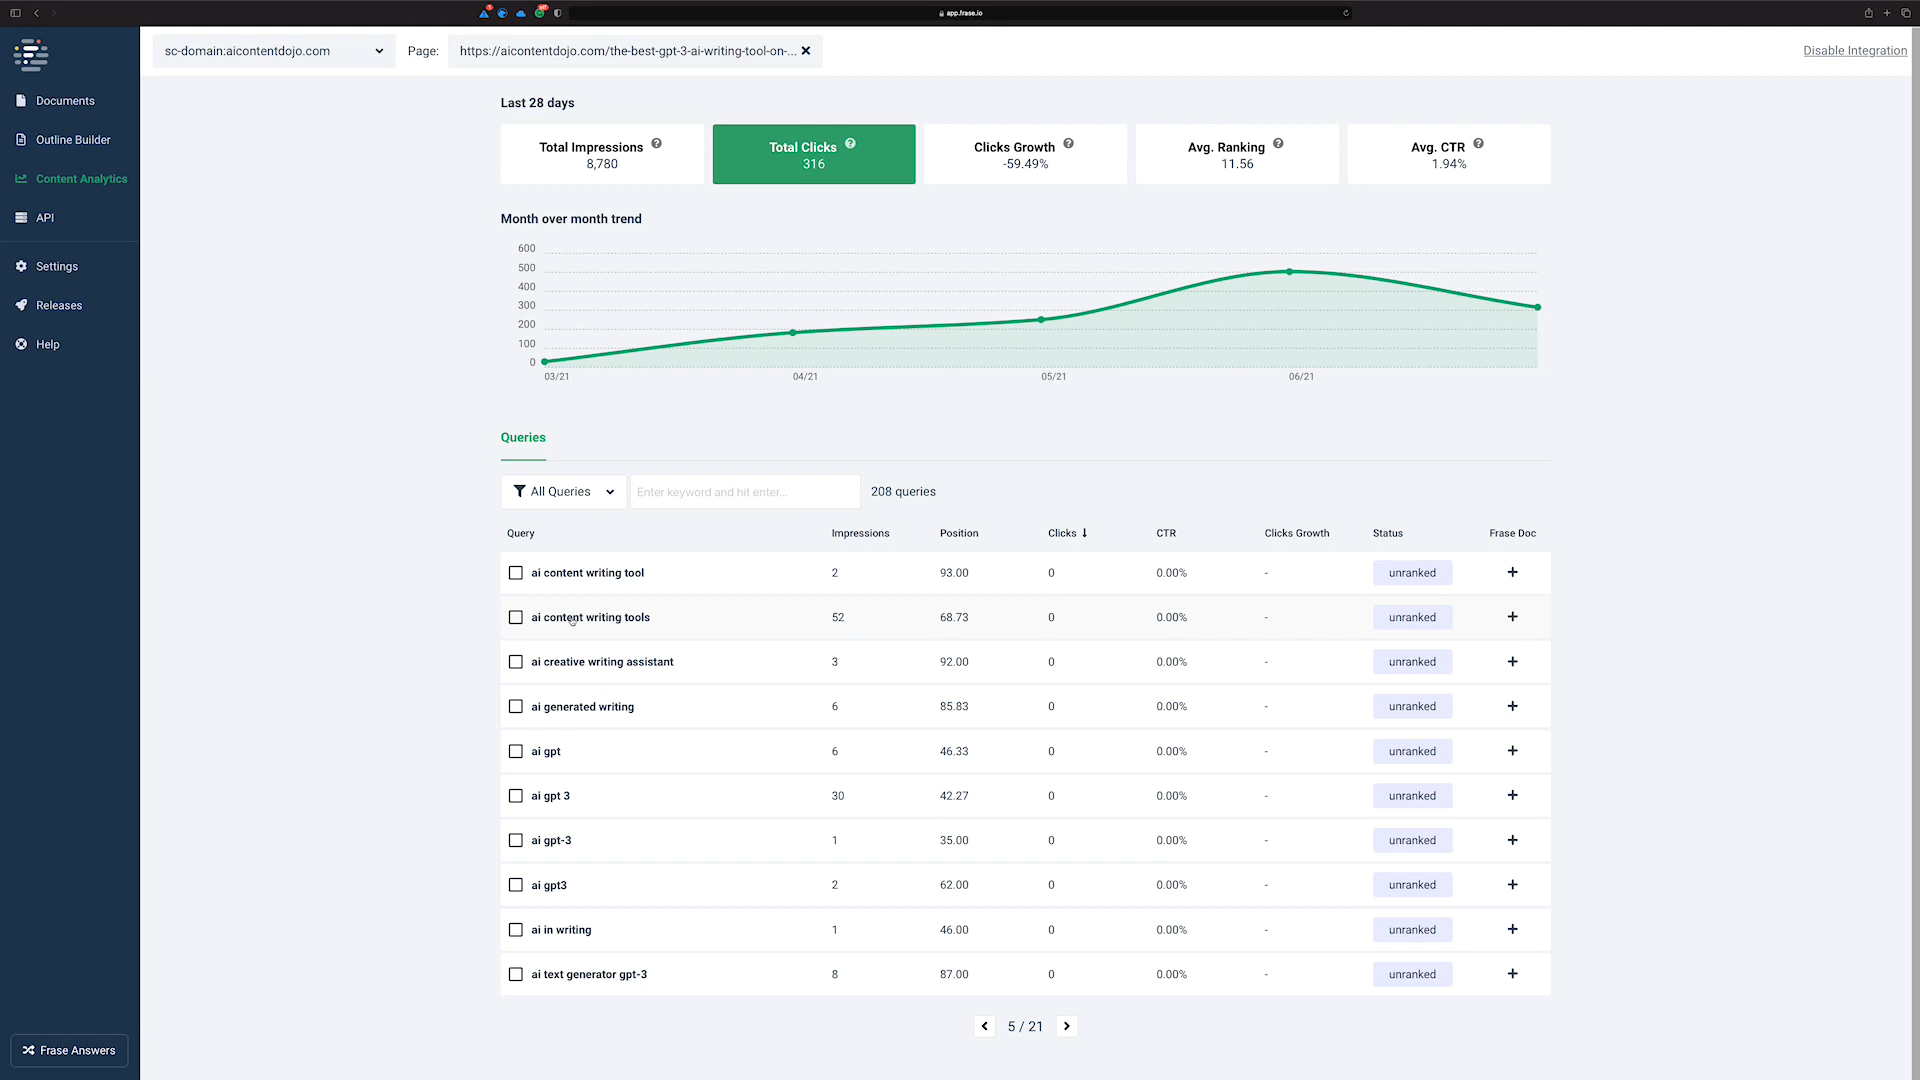 app.frase.io
sc-domain:aicontentdojo.com
Page:
https://aicontentdojo.com/the-best-gpt-3-ai-writing-tool-on-...
Disable Integration
Documents
Outline Builder
Content Analytics
API
Settings
Releases
Help
Frase Answers
Last 28 days
Total Impressions
8,780
Total Clicks
316
Clicks Growth
-59.49%
Avg. Ranking
11.56
Avg. CTR
1.94%
Month over month trend
600
500
400
300
200
100
0
03/21 04/21 05/21 06/21
Queries
All Queries Enter keyword and hit enter... 208 queries
Query Impressions Position Clicks CTR Clicks Growth Status Frase Doc
ai content writing tool 2 93.00 0 0.00% - unranked +
ai content writing tools 52 68.73 0 0.00% - unranked +
ai creative writing assistant 3 92.00 0 0.00% - unranked +
ai generated writing 6 85.83 0 0.00% - unranked +
ai gpt 6 46.33 0 0.00% - unranked +
ai gpt 3 30 42.27 0 0.00% - unranked +
ai gpt-3 1 35.00 0 0.00% - unranked +
ai gpt3 2 62.00 0 0.00% - unranked +
ai in writing 1 46.00 0 0.00% - unranked +
ai text generator gpt-3 8 87.00 0 0.00% - unranked +
5 / 21